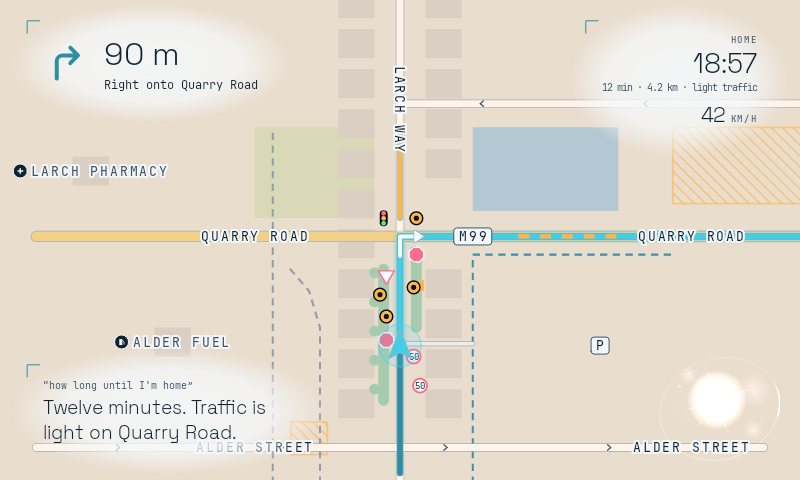 90 m
Right onto Quarry Road
HOME
18:57
12 min · 4.2 km · light traffic
42 KM/H
LARCH WAY
LARCH PHARMACY
QUARRY ROAD
M99
QUARRY ROAD
ALDER FUEL
P
50
50
"how long until I'm home"
Twelve minutes. Traffic is
light on Quarry Road.
ALDER STREET
ALDER STREET